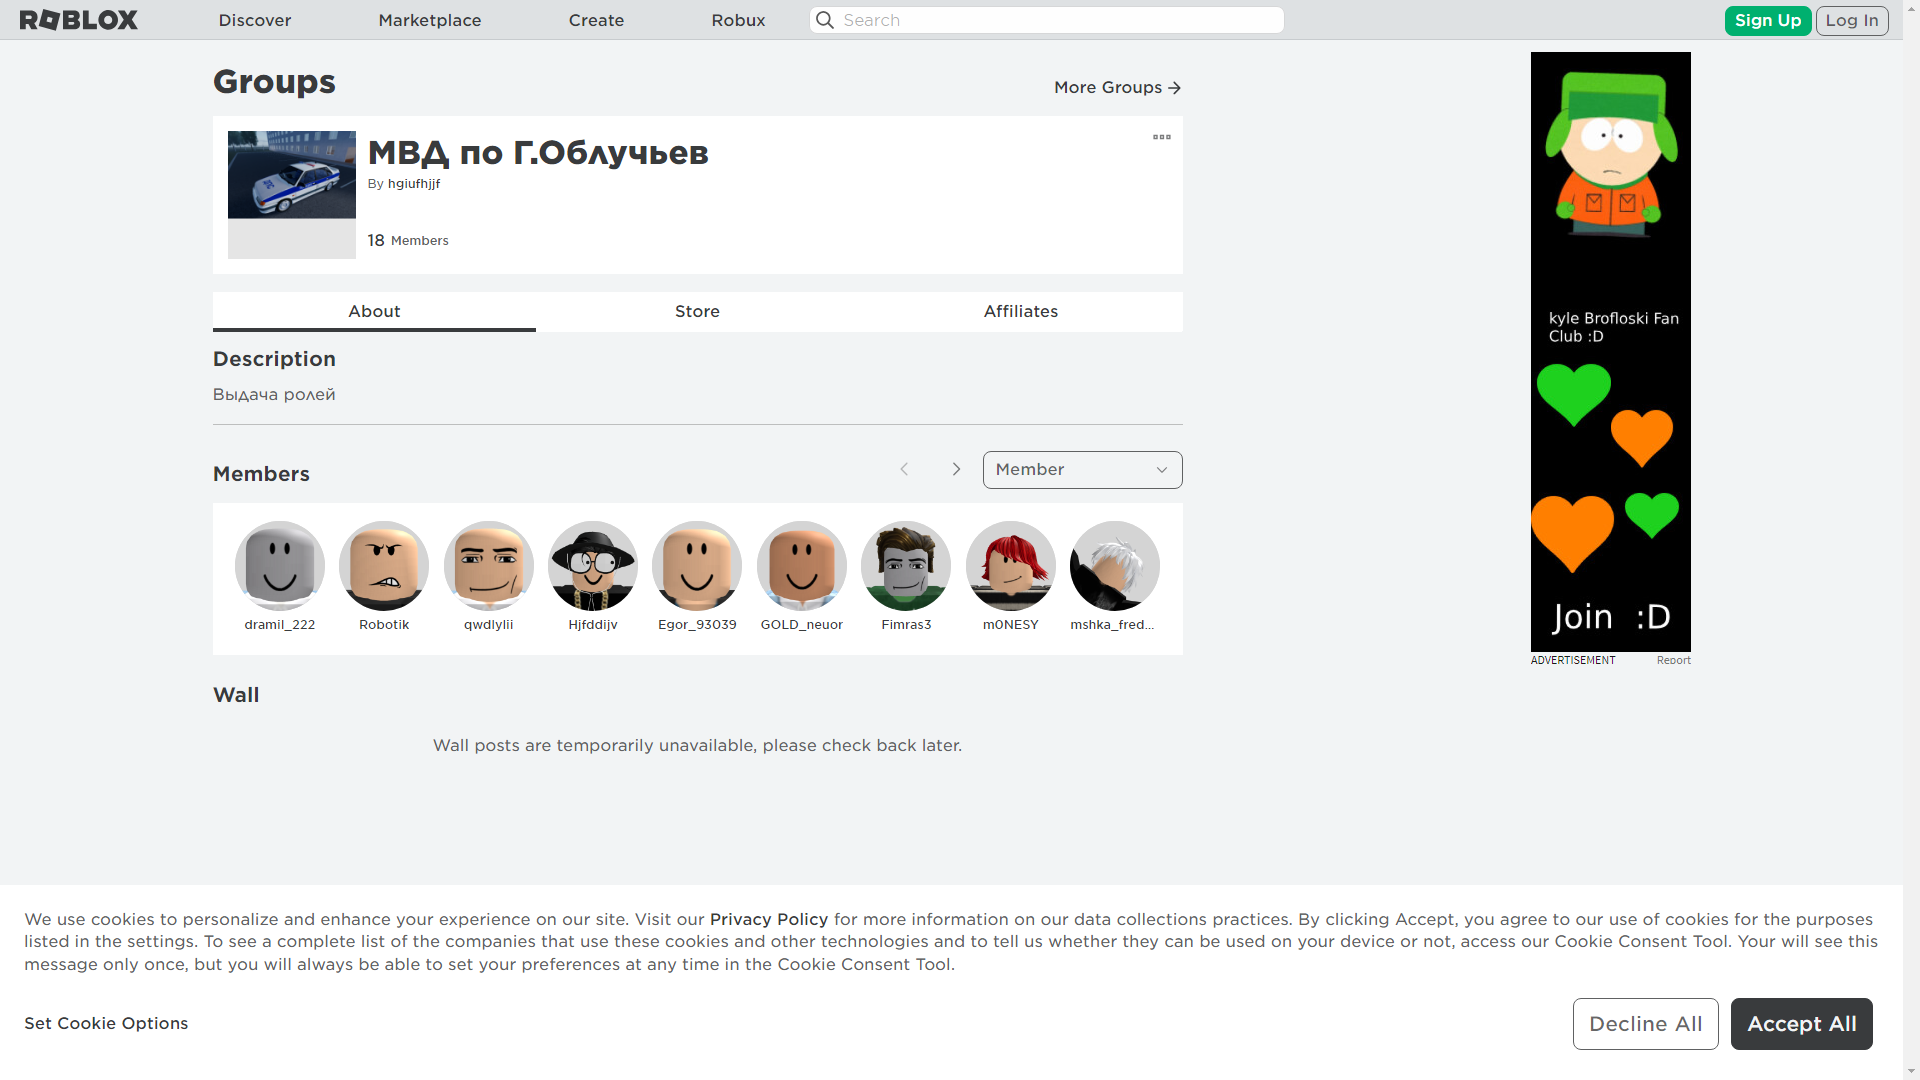 ROBLOX
Discover
Marketplace
Create
Robux
Search
Sign Up
Log In
Groups
More Groups
МВД по Г.Облучьев
By hgiufhjjf
18 Members
About
Store
Affiliates
Description
Выдача ролей
Members
Member
dramil_222
Robotik
qwdlylii
Hjfddijv
Egor_93039
GOLD_neuor
Fimras3
m0NESY
mshka_fred...
Wall
Wall posts are temporarily unavailable, please check back later.
kyle Brofloski Fan
Club :D
Join :D
ADVERTISEMENT
Report
We use cookies to personalize and enhance your experience on our site. Visit our Privacy Policy for more information on our data collections practices. By clicking Accept, you agree to our use of cookies for the purposes
listed in the settings. To see a complete list of the companies that use these cookies and other technologies and to tell us whether they can be used on your device or not, access our Cookie Consent Tool. Your will see this
message only once, but you will always be able to set your preferences at any time in the Cookie Consent Tool.
Set Cookie Options
Decline All
Accept All